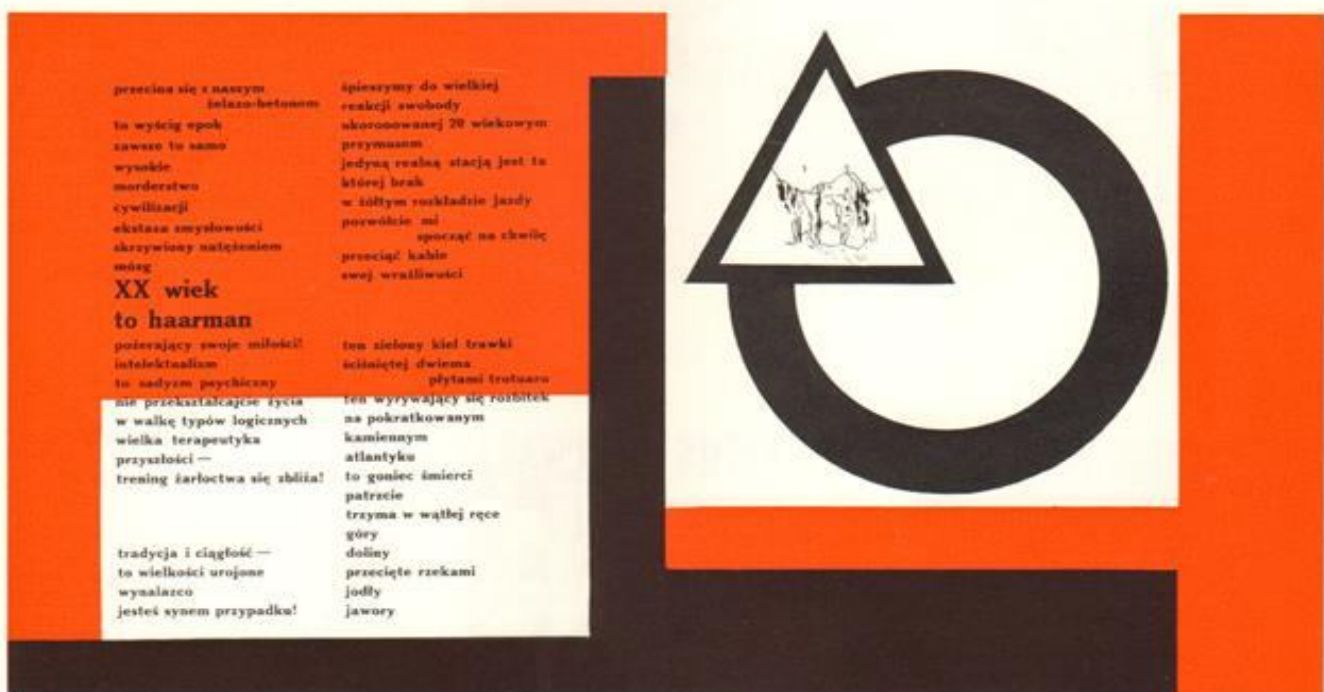 przecina się z naszym
żelazo-betonem
to wyścig epok
zawsze to samo
wysokie
morderstwo
cywilizacji
ekstaza zmysłowości
skrzywiony natężeniem
mózg
XX wiek
to haarman
pożerający swoje miłości!
intelektualizm
to sadyzm psychiczny
nie przekształcajcie życia
w walkę typów logicznych
wielka terapeutyka
przyszłości —
trening żarłoctwa się zbliża!
tradycja i ciągłość —
to wielkości urojone
wynalazco
jesteś synem przypadku!
śpieszymy do wielkiej
reakcji swobody
ukoronowanej 20 wiekowym
przymusem
jedyną realną stacją jest ta
której brak
w żółtym rozkładzie jazdy
pozwólcie mi
spocząć na chwilę
przeciąć kable
swej wrażliwości
ten zielony kieł trawki
ściśniętej dwiema
płytami trotuaru
ten wyrywający się rozbitek
na pokratkowanym
kamiennym
atlantyku
to goniec śmierci
patrzcie
trzyma w wątłej ręce
góry
doliny
przecięte rzekami
jodły
jawory